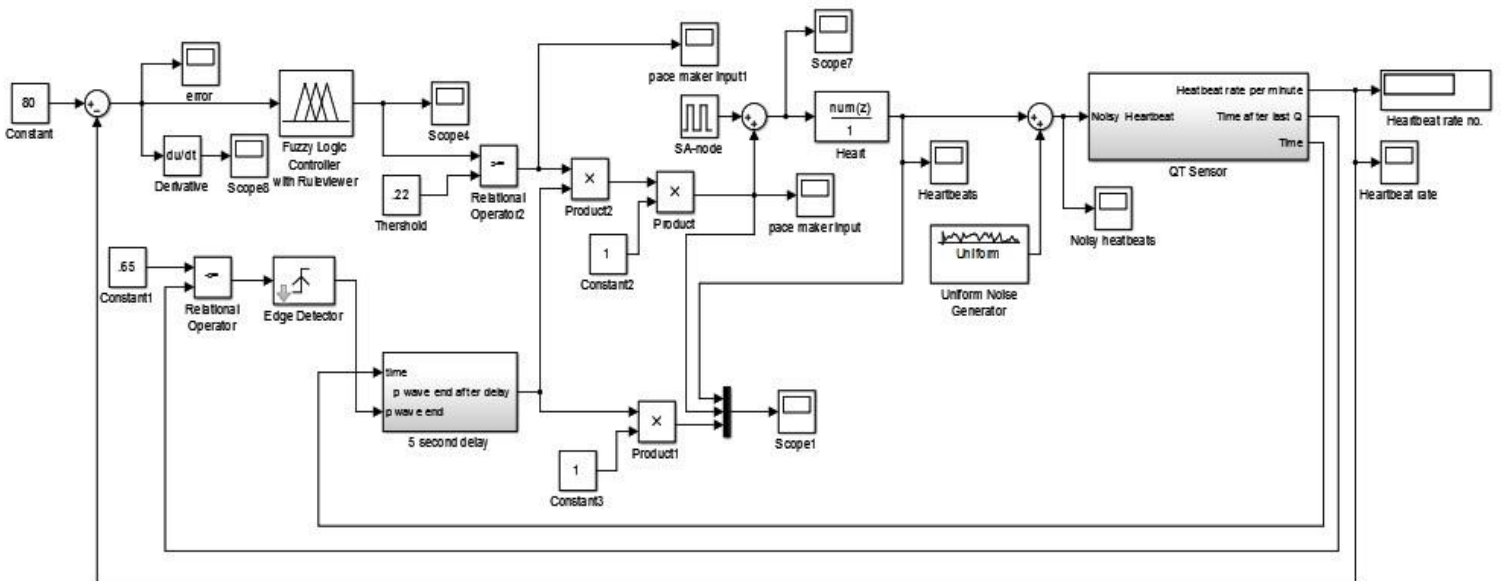 80
Constant
error
du/dt
Derivative
Scope8
Fuzzy Logic
Controller
with Ruleviewer
Scope4
.22
Thershold
Relational
Operator2
pace maker input1
×
Product2
1
Constant2
×
Product
SA-node
Scope7
pace maker input
num(z)
1
Heart
Heartbeats
Uniform
Uniform Noise
Generator
Noisy heatbeats
Noisy Heartbeat
Heatbeat rate per minute
Time after last Q
Time
QT Sensor
Heartbeat rate no.
Heartbeat rate
.65
Constant1
Relational
Operator
Edge Detector
time
p wave end after delay
p wave end
5 second delay
1
Constant3
×
Product1
Scope1